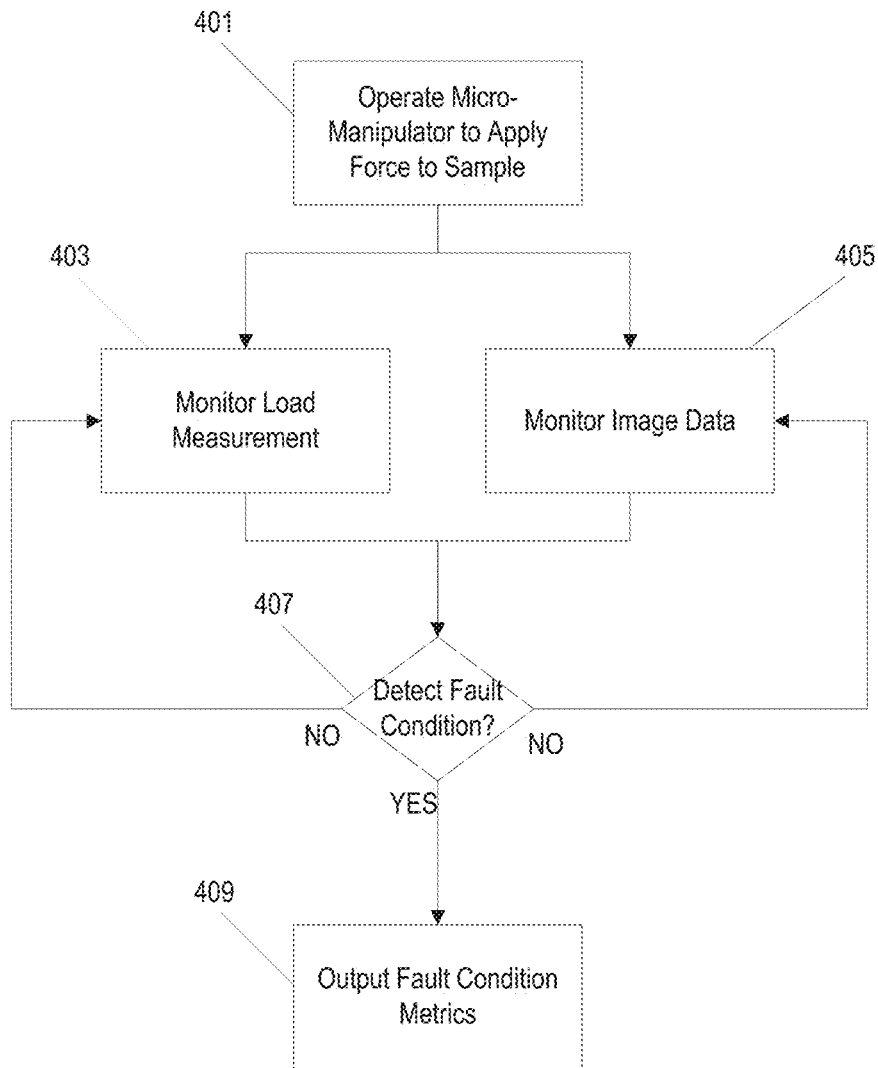 401
Operate Micro-
Manipulator to Apply
Force to Sample
403
405
Monitor Load
Measurement
Monitor Image Data
407
Detect Fault
Condition?
NO
NO
YES
409
Output Fault Condition
Metrics